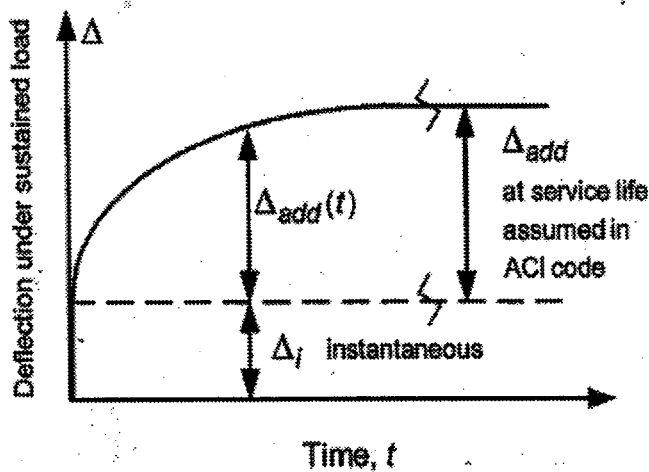 Deflection under sustained load
Δ
Δadd(t)
Δadd
at service life
assumed in
ACI code
Δi instantaneous
Time, t